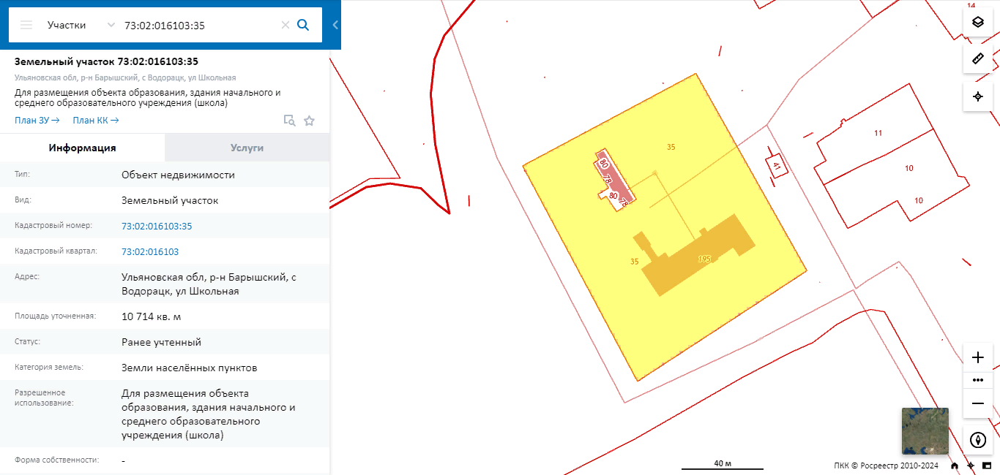 Участки
73:02:016103:35
Земельный участок 73:02:016103:35
Ульяновская обл, р-н Барышский, с Водорацк, ул Школьная
Для размещения объекта образования, здания начального и
среднего образовательного учреждения (школа)
План ЗУ →
План КК →
Информация
Услуги
Тип:
Объект недвижимости
Вид:
Земельный участок
Кадастровый номер:
73:02:016103:35
Кадастровый квартал:
73:02:016103
Адрес:
Ульяновская обл, р-н Барышский, с
Водорацк, ул Школьная
Площадь уточненная:
10 714 кв. м
Статус:
Ранее учтенный
Категория земель:
Земли населённых пунктов
Разрешенное
использование:
Для размещения объекта
образования, здания начального и
среднего образовательного
учреждения (школа)
Форма собственности:
-
14
35
11
80
78
41
10
80
78
10
35
195
40 м
ПКК © Росреестр 2010-2024